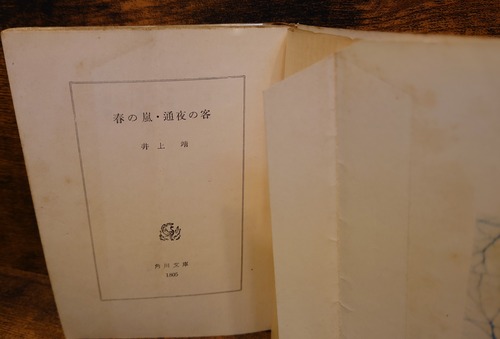 春の嵐・通夜の客
井上 靖
角川文庫
1805